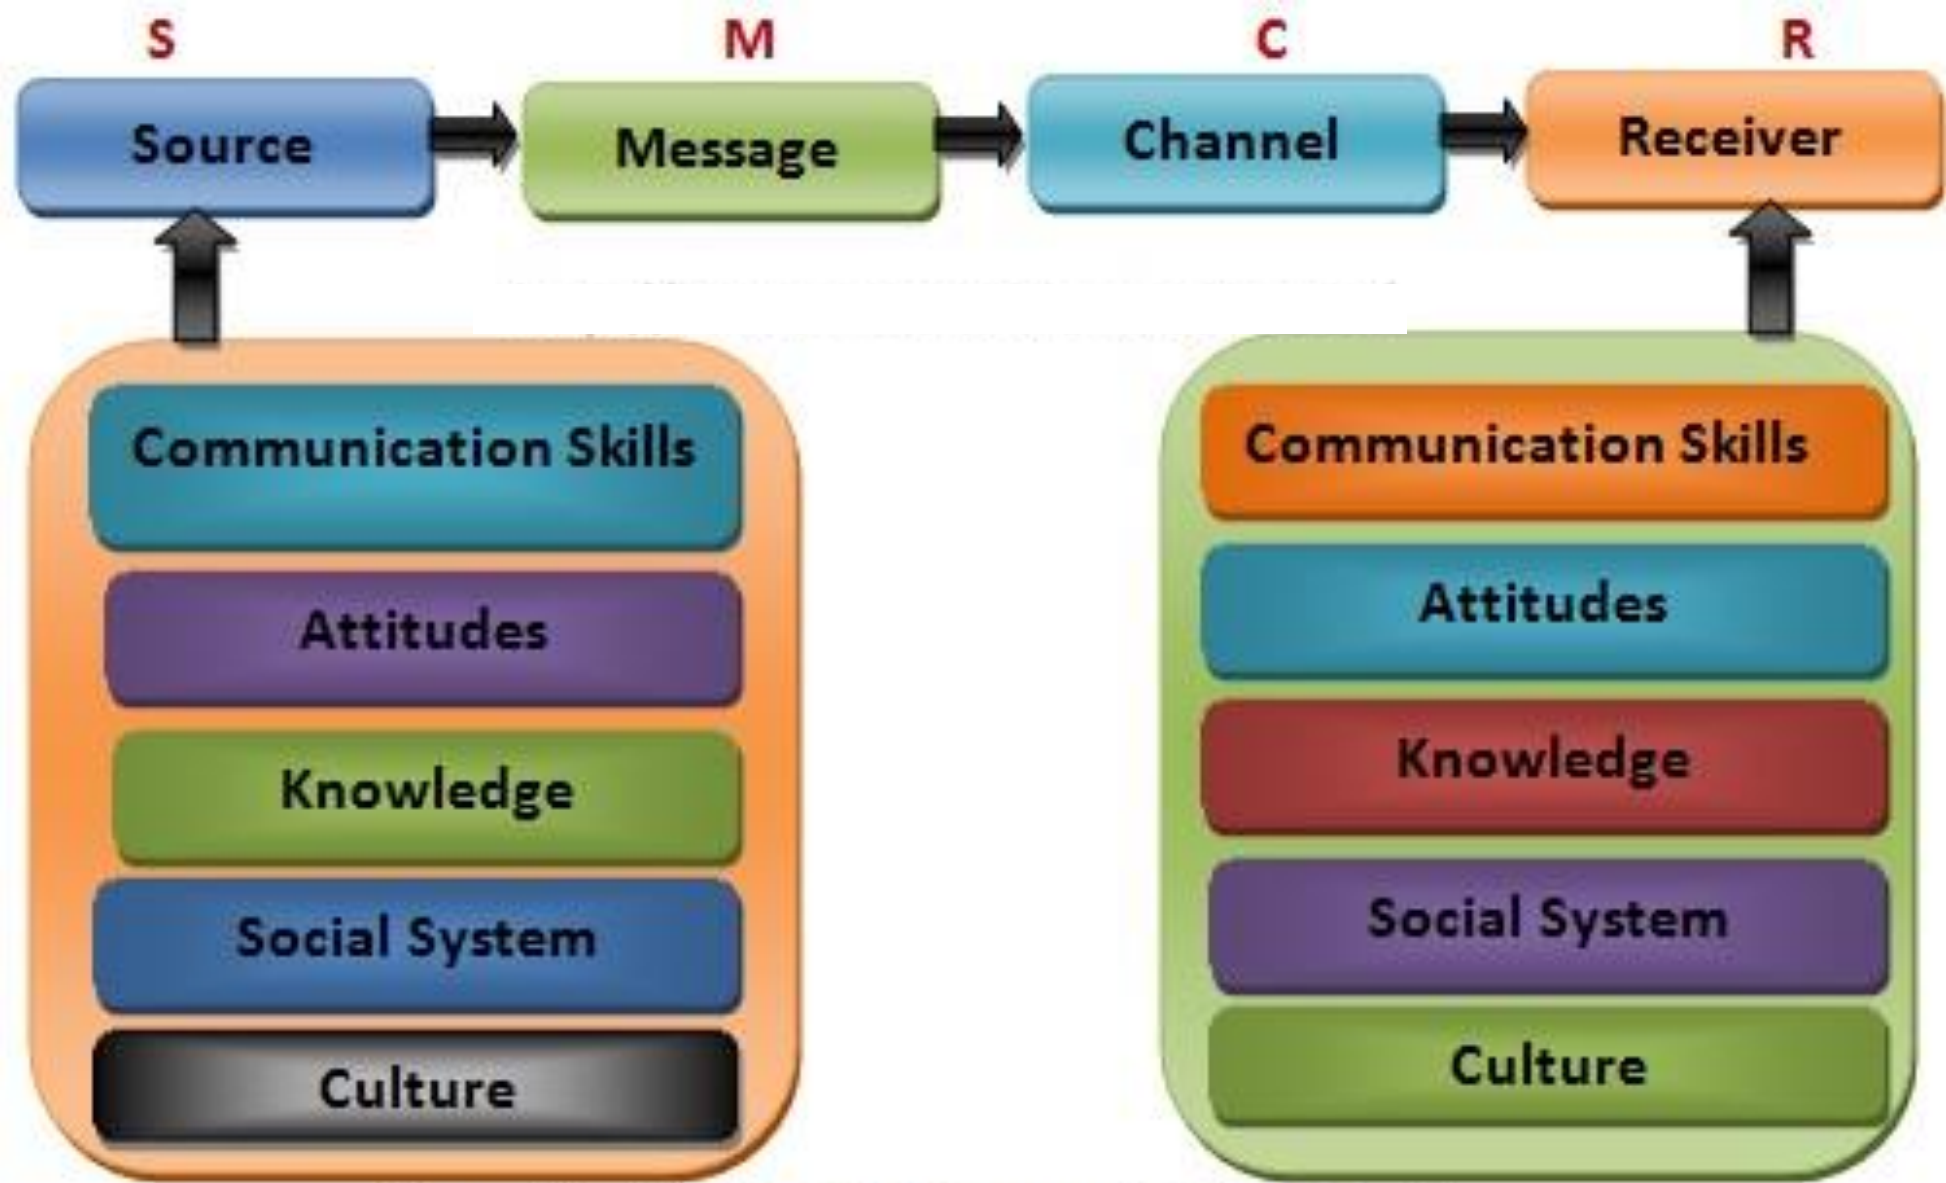 S
M
C
R
Source
Message
Channel
Receiver
Communication Skills
Attitudes
Knowledge
Social System
Culture
Communication Skills
Attitudes
Knowledge
Social System
Culture